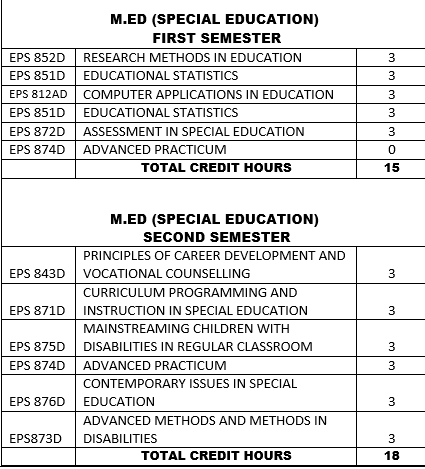 M.ED (SPECIAL EDUCATION)
FIRST SEMESTER
EPS 852D RESEARCH METHODS IN EDUCATION 3
EPS 851D EDUCATIONAL STATISTICS 3
EPS 812AD COMPUTER APPLICATIONS IN EDUCATION 3
EPS 851D EDUCATIONAL STATISTICS 3
EPS 872D ASSESSMENT IN SPECIAL EDUCATION 3
EPS 874D ADVANCED PRACTICUM 0
TOTAL CREDIT HOURS 15
M.ED (SPECIAL EDUCATION)
SECOND SEMESTER
PRINCIPLES OF CAREER DEVELOPMENT AND
EPS 843D VOCATIONAL COUNSELLING 3
CURRICULUM PROGRAMMING AND
EPS 871D INSTRUCTION IN SPECIAL EDUCATION 3
MAINSTREAMING CHILDREN WITH
EPS 875D DISABILITIES IN REGULAR CLASSROOM 3
EPS 874D ADVANCED PRACTICUM 3
CONTEMPORARY ISSUES IN SPECIAL
EPS 876D EDUCATION 3
ADVANCED METHODS AND METHODS IN
EPS873D DISABILITIES 3
TOTAL CREDIT HOURS 18